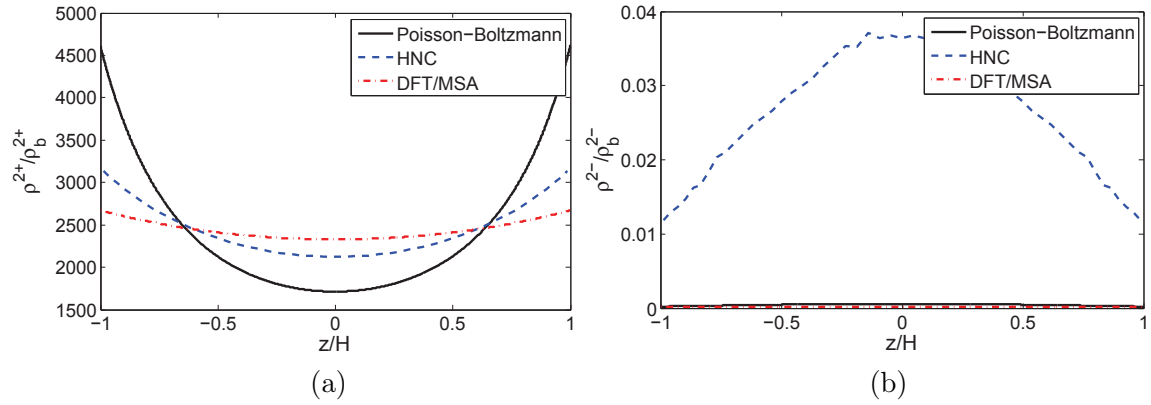 5000
4500
4000
3500
3000
2500
2000
1500
ρ²⁺/ρ_b²⁺
−1 −0.5 0 0.5 1
z/H
Poisson−Boltzmann
HNC
DFT/MSA
(a)
0.04
0.03
0.02
0.01
0
ρ²⁻/ρ_b²⁻
−1 −0.5 0 0.5 1
z/H
Poisson−Boltzmann
HNC
DFT/MSA
(b)